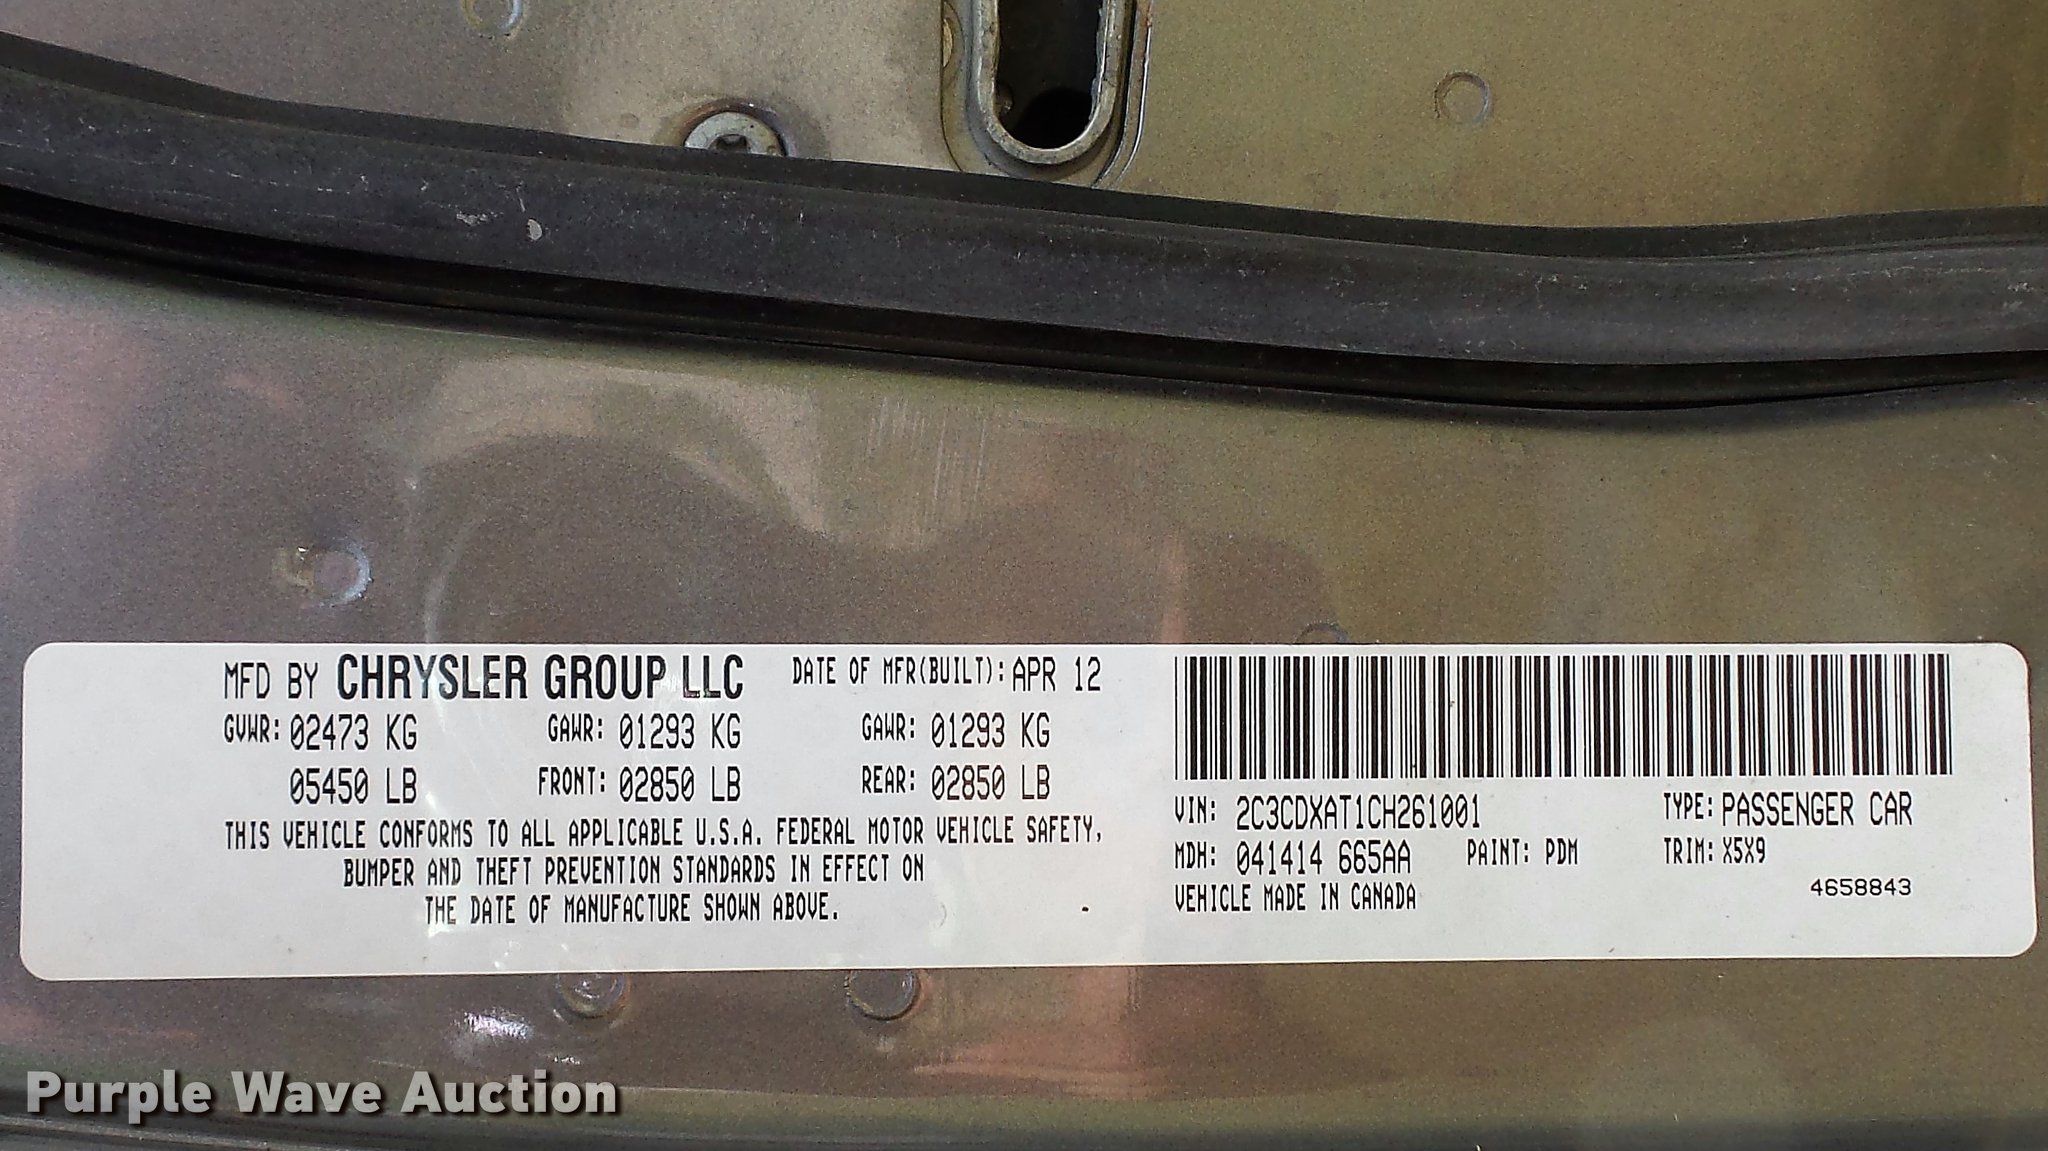 MFD BY CHRYSLER GROUP LLC DATE OF MFR(BUILT): APR 12
GVWR: 02473 KG GAWR: 01293 KG GAWR: 01293 KG
05450 LB FRONT: 02850 LB REAR: 02850 LB
THIS VEHICLE CONFORMS TO ALL APPLICABLE U.S.A. FEDERAL MOTOR VEHICLE SAFETY,
BUMPER AND THEFT PREVENTION STANDARDS IN EFFECT ON
THE DATE OF MANUFACTURE SHOWN ABOVE.
VIN: 2C3CDXAT1CH261001 TYPE: PASSENGER CAR
MDH: 041414 665AA PAINT: PDM TRIM: X5X9
VEHICLE MADE IN CANADA 4658843
Purple Wave Auction